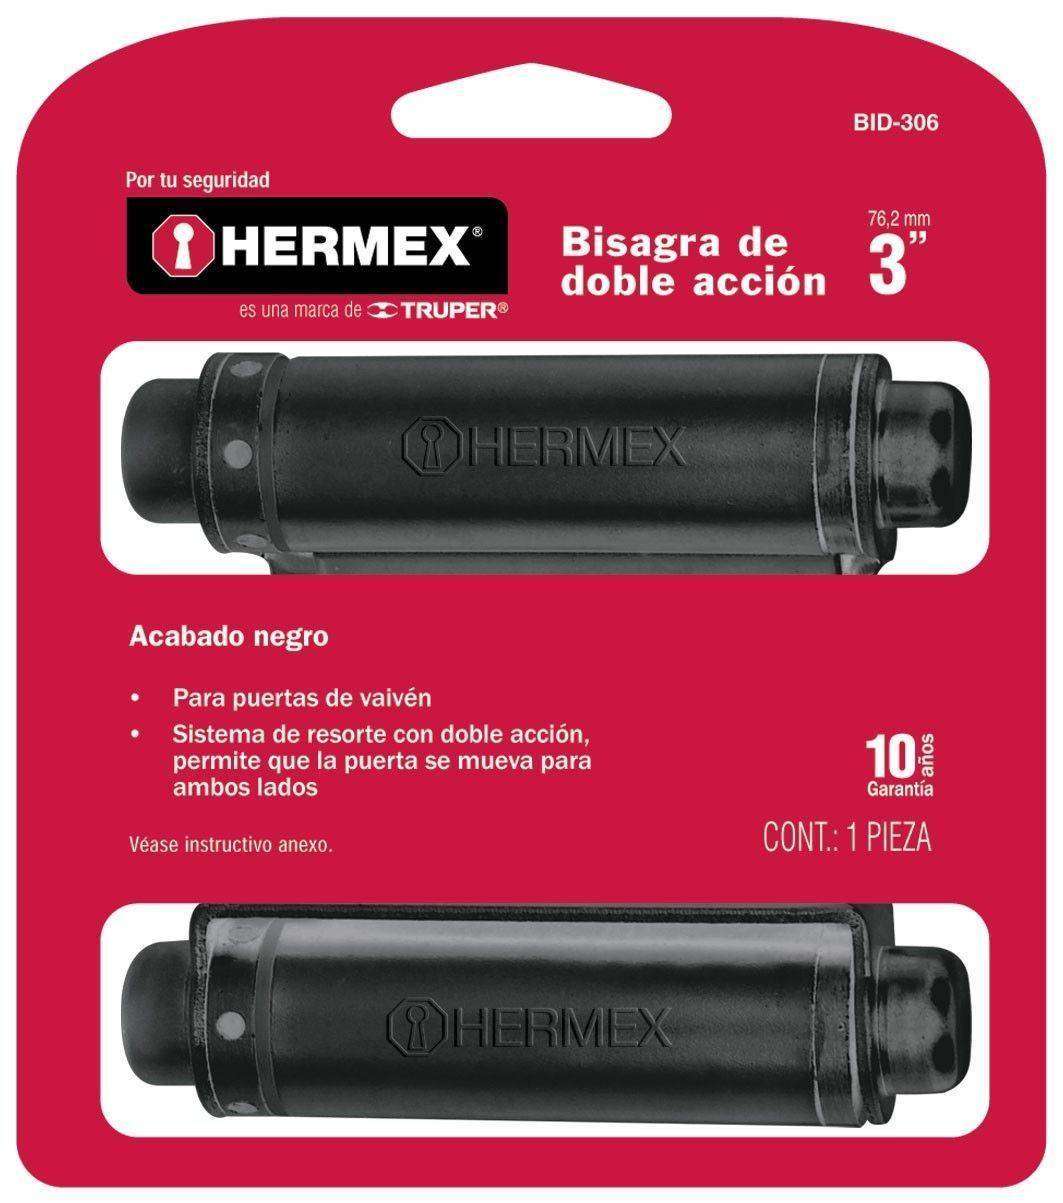 BID-306
Por tu seguridad
HERMEX®
es una marca de TRUPER®
Bisagra de
doble acción
76,2 mm
3”
HERMEX
Acabado negro
• Para puertas de vaivén
• Sistema de resorte con doble acción,
permite que la puerta se mueva para
ambos lados
10 años
Garantía
Véase instructivo anexo.
CONT.: 1 PIEZA
HERMEX